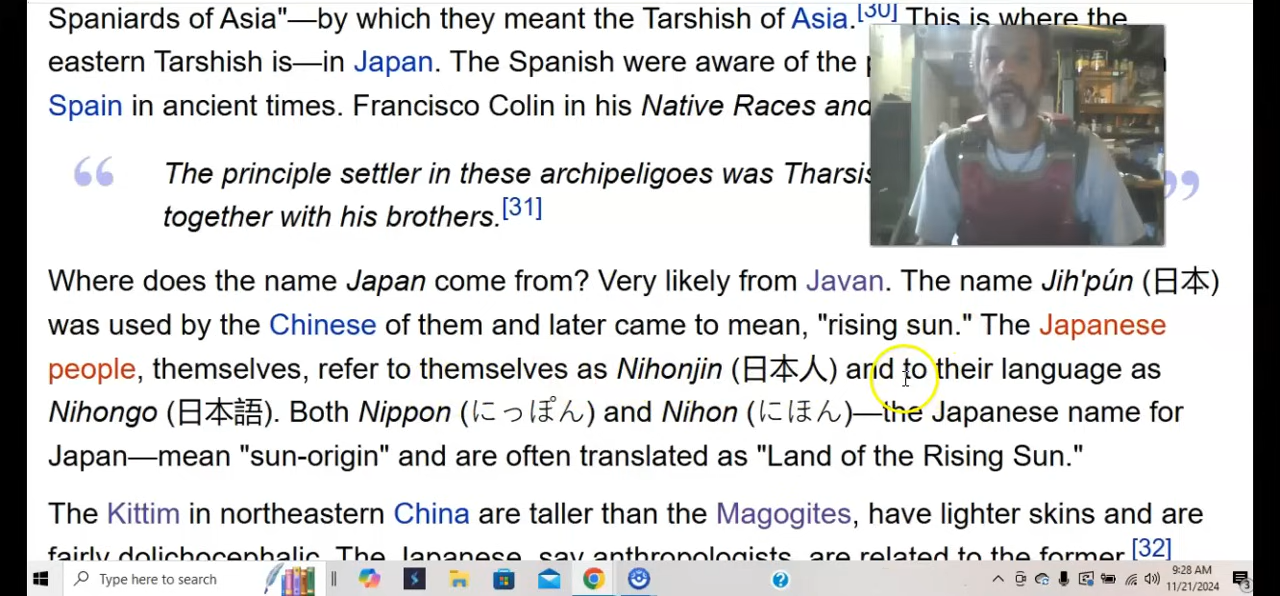 Spaniards of Asia"—by which they meant the Tarshish of Asia.[30] This is where the
eastern Tarshish is—in Japan. The Spanish were aware of the
Spain in ancient times. Francisco Colin in his Native Races and
“ The principle settler in these archipeligoes was Tharsis
together with his brothers.[31] ”
Where does the name Japan come from? Very likely from Javan. The name Jih'pún (日本)
was used by the Chinese of them and later came to mean, "rising sun." The Japanese
people, themselves, refer to themselves as Nihonjin (日本人) and to their language as
Nihongo (日本語). Both Nippon (にっぽん) and Nihon (にほん)—the Japanese name for
Japan—mean "sun-origin" and are often translated as "Land of the Rising Sun."
The Kittim in northeastern China are taller than the Magogites, have lighter skins and are
fairly dolichocephalic. The Japanese, say anthropologists, are related to the former.[32]
Type here to search
9:28 AM
11/21/2024
3